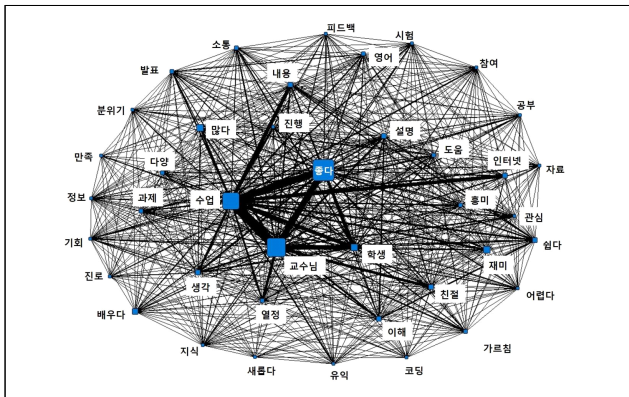 피드백
시험
소통
영어
참여
발표
내용
공부
분위기
많다
진행
설명
도움
만족
다양
좋다
인터넷
자료
정보
과제
수업
흥미
관심
기회
교수님
학생
재미
쉽다
진로
생각
친절
어렵다
배우다
열정
이해
가르침
지식
새롭다
유익
코딩